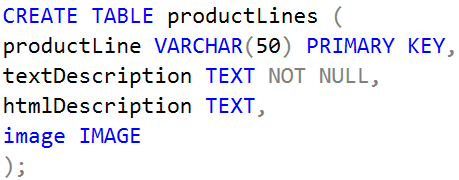 CREATE TABLE productLines (
productLine VARCHAR(50) PRIMARY KEY,
textDescription TEXT NOT NULL,
htmlDescription TEXT,
image IMAGE
);